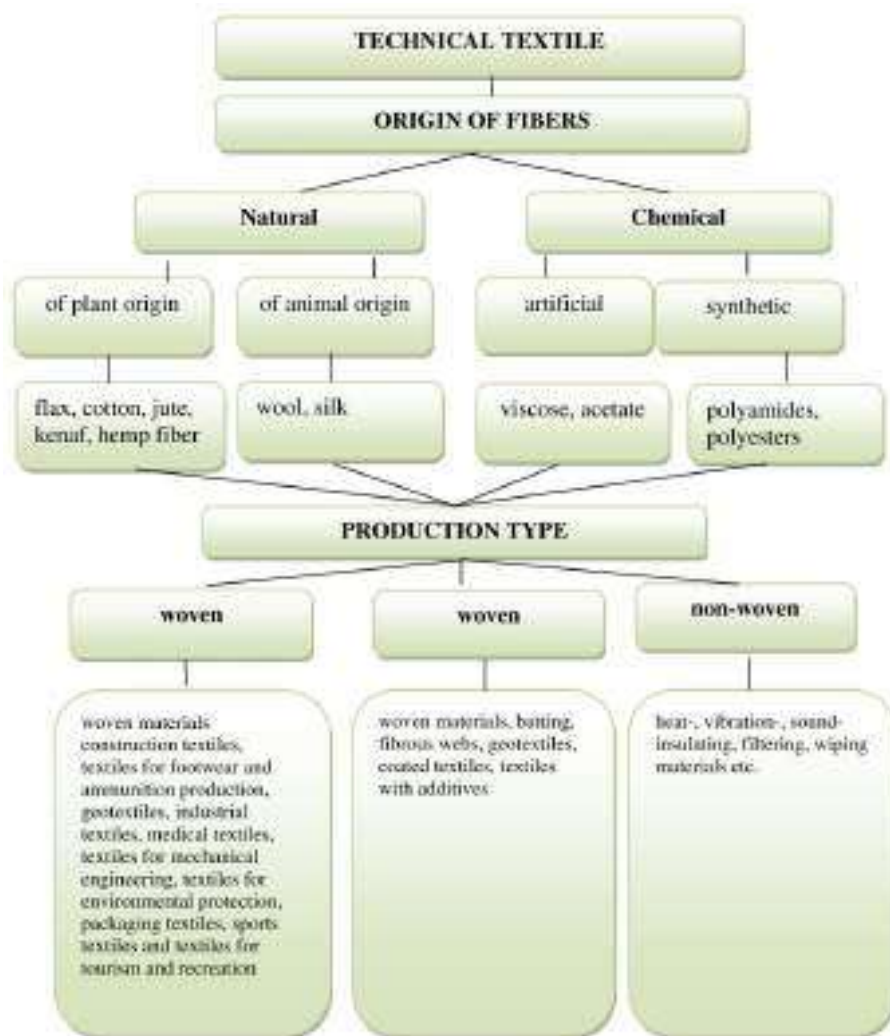 TECHNICAL TEXTILE
ORIGIN OF FIBERS
Natural
Chemical
of plant origin
of animal origin
artificial
synthetic
flax, cotton, jute,
kenaf, hemp fiber
wool, silk
viscose, acetate
polyamides,
polyesters
PRODUCTION TYPE
woven
woven
non-woven
woven materials
construction textiles,
textiles for footwear and
ammunition production,
geotextiles, industrial
textiles, medical textiles,
textiles for mechanical
engineering, textiles for
environmental protection,
packaging textiles, sports
textiles and textiles for
tourism and recreation
woven materials, batting,
fibrous webs, geotextiles,
coated textiles, textiles
with additives
heat-, vibration-, sound-
insulating, filtering, wiping
materials etc.